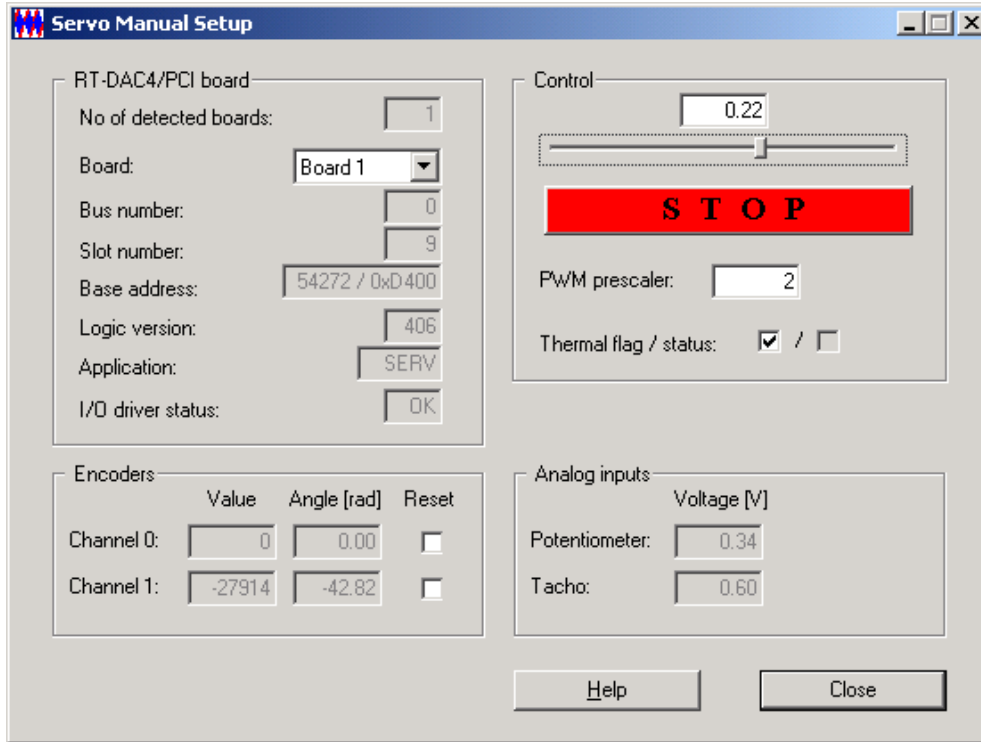 Servo Manual Setup
RT-DAC4/PCI board
No of detected boards: 1
Board: Board 1
Bus number: 0
Slot number: 9
Base address: 54272 / 0xD400
Logic version: 406
Application: SERV
I/O driver status: OK
Control
0.22
S T O P
PWM prescaler: 2
Thermal flag / status: /
Encoders
Value Angle [rad] Reset
Channel 0: 0 0.00
Channel 1: -27914 -42.82
Analog inputs
Voltage [V]
Potentiometer: 0.34
Tacho: 0.60
Help Close